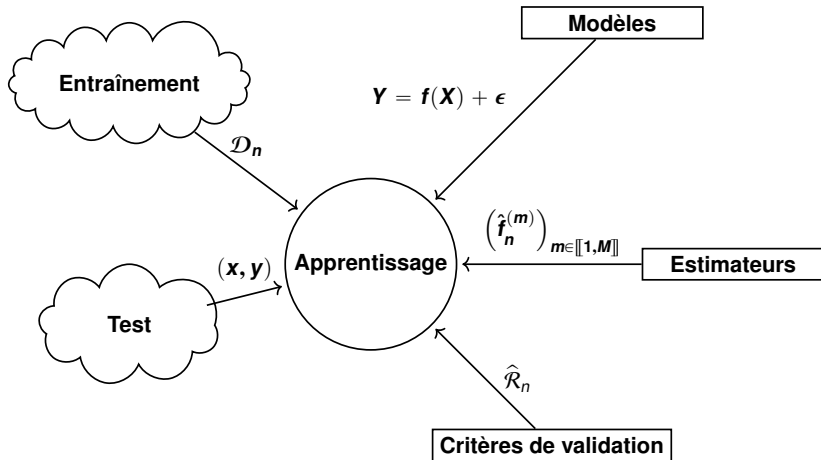 Modèles
Entraînement
Y = f(X) + ϵ
𝒟ₙ
(f̂ₙ⁽ᵐ⁾)ₘ∈⟦1,M⟧
(x, y)
Apprentissage
Estimateurs
Test
ℛ̂ₙ
Critères de validation